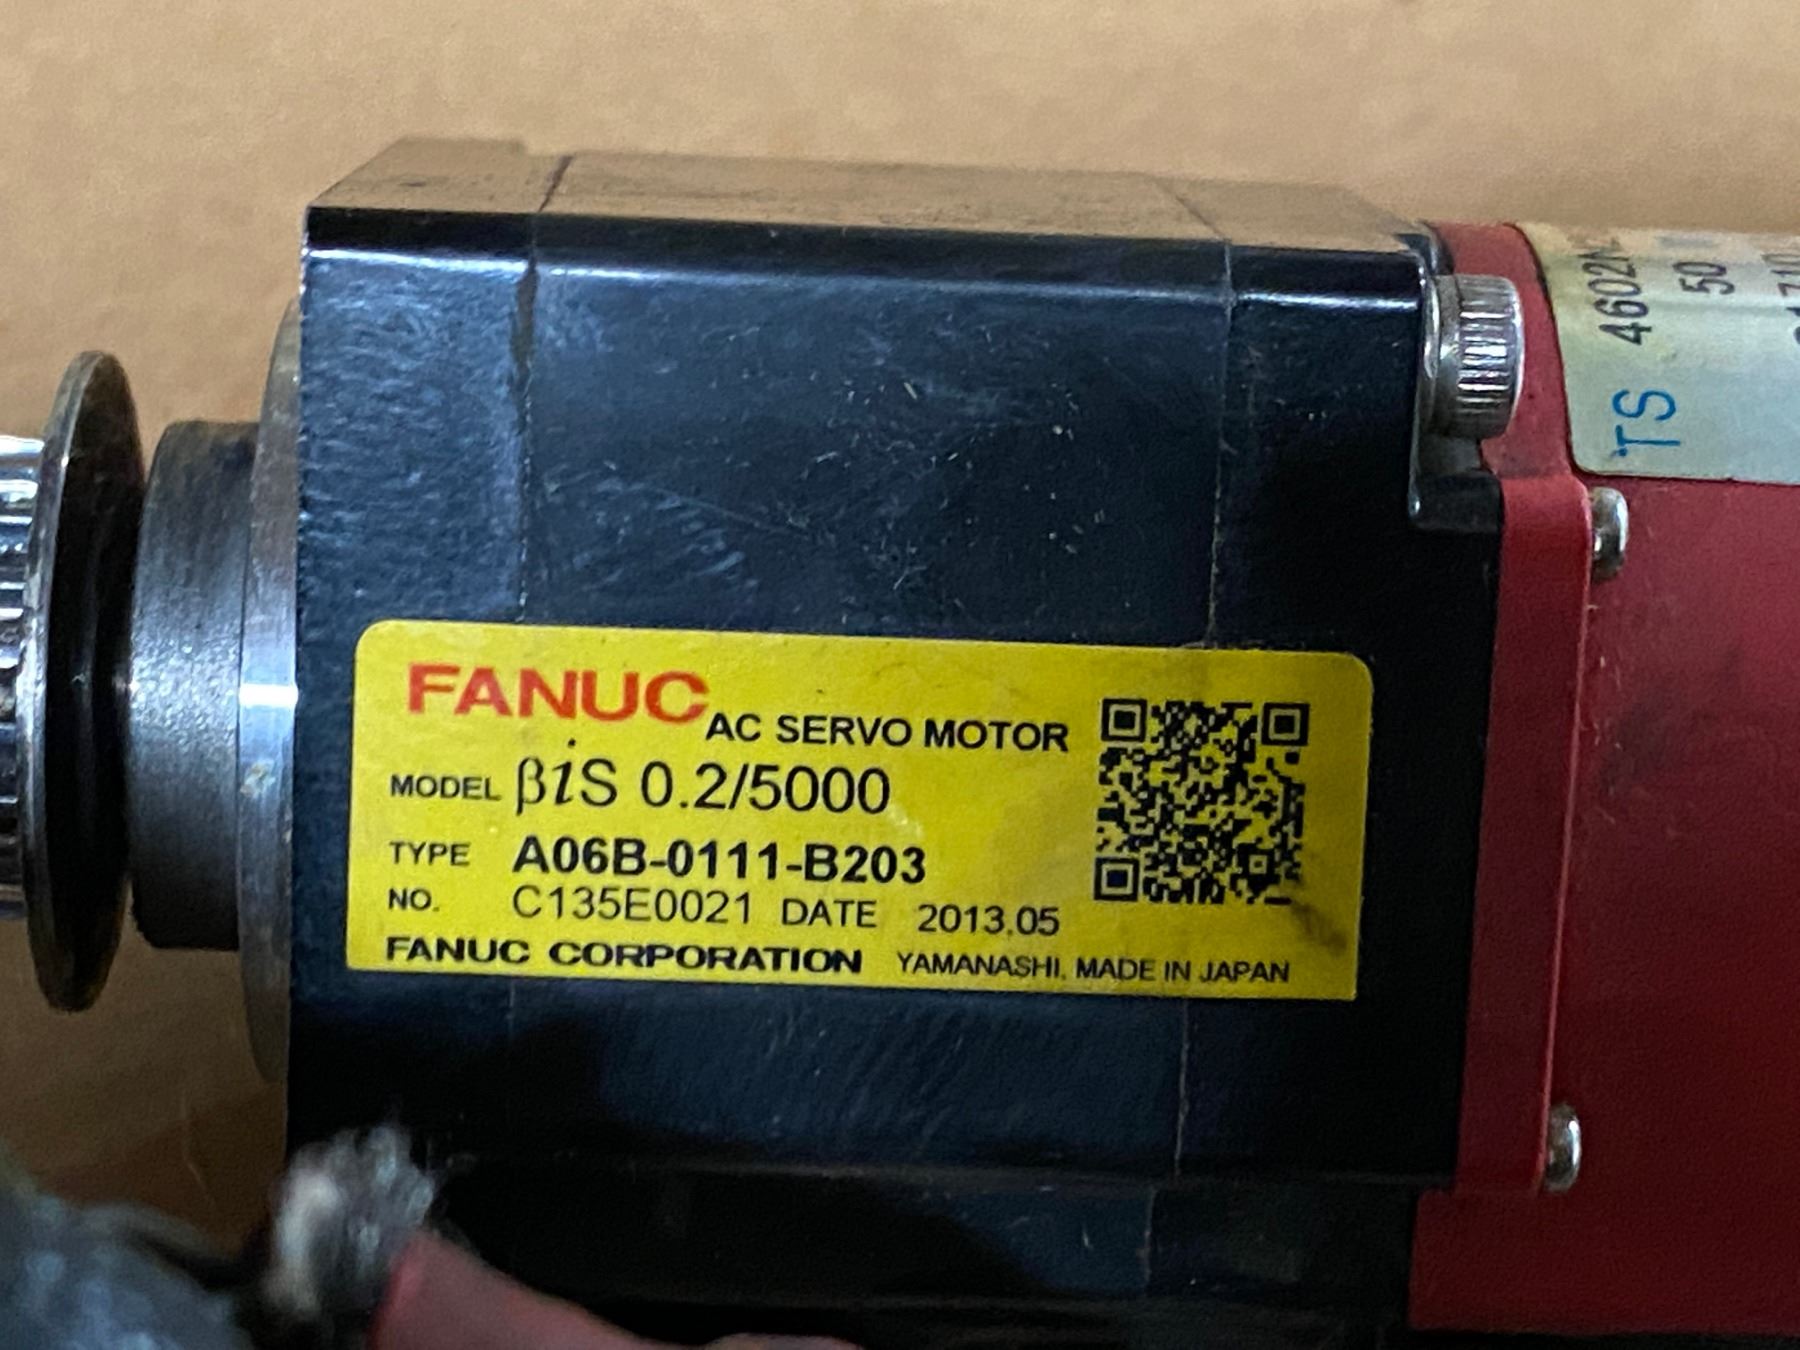 FANUC AC SERVO MOTOR
MODEL βiS 0.2/5000
TYPE A06B-0111-B203
NO. C135E0021 DATE 2013.05
FANUC CORPORATION YAMANASHI, MADE IN JAPAN
50
TS